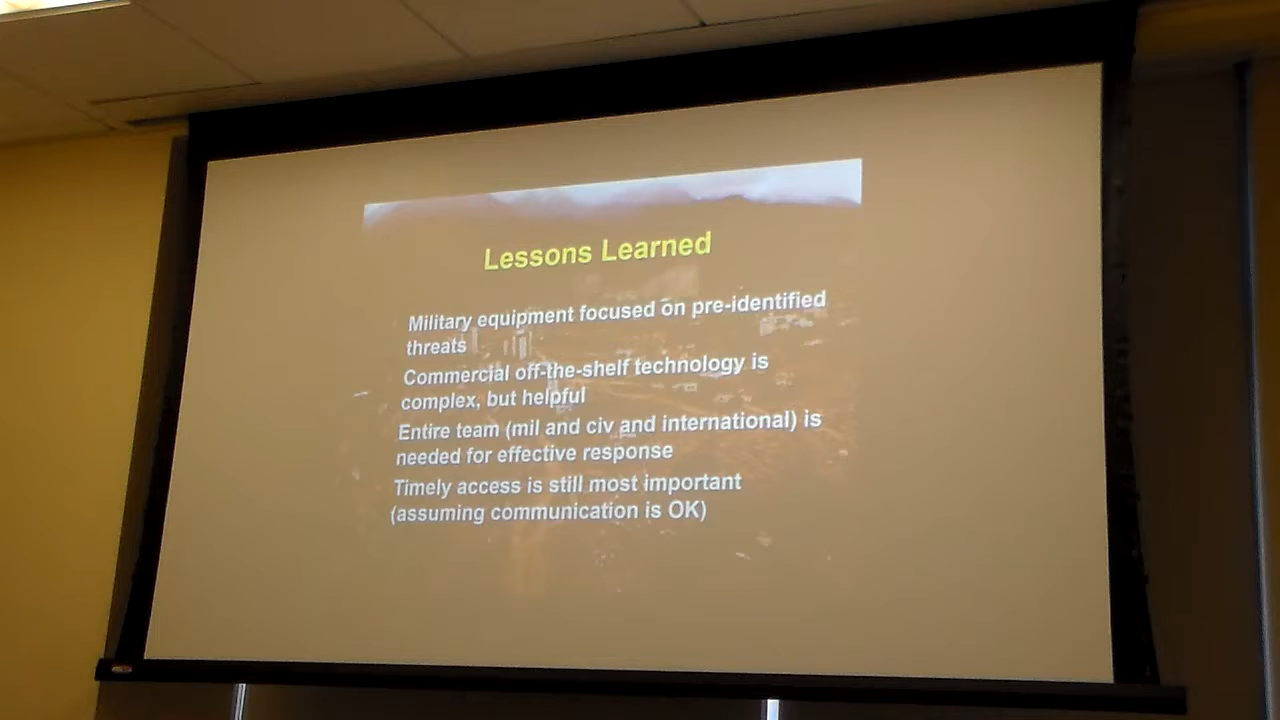 Lessons Learned
Military equipment focused on pre-identified
threats
Commercial off-the-shelf technology is
complex, but helpful
Entire team (mil and civ and international) is
needed for effective response
Timely access is still most important
(assuming communication is OK)